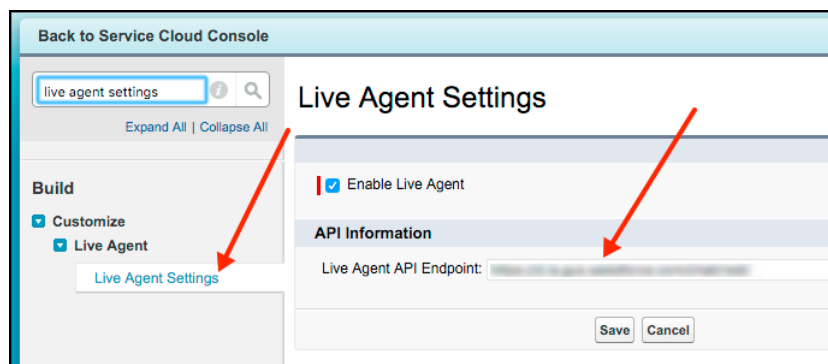 Back to Service Cloud Console
live agent settings
Expand All | Collapse All
Build
Customize
Live Agent
Live Agent Settings
Live Agent Settings
Enable Live Agent
API Information
Live Agent API Endpoint:
Save Cancel